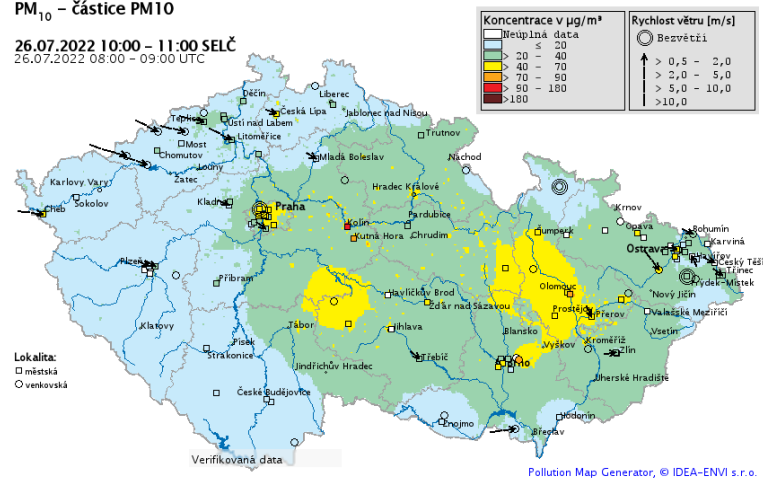 PM10 – částice PM10
26.07.2022 10:00 – 11:00 SELČ
26.07.2022 08:00 – 09:00 UTC
Koncentrace v µg/m³
Neúplná data
≤ 20
> 20 - 40
> 40 - 70
> 70 - 90
> 90 - 180
>180
Rychlost větru [m/s]
Bezvětří
> 0,5 - 2,0
> 2,0 - 5,0
> 5,0 - 10,0
>10,0
Děčín
Liberec
Teplice
Česká Lípa
Jablonec nad Nisou
Ústí nad Labem
Trutnov
Litoměřice
Most
Chomutov
Mladá Boleslav
Náchod
Louny
Žatec
Karlovy Vary
Hradec Králové
Sokolov
Kladno
Praha
Cheb
Pardubice
Krnov
Kolín
Opava
Bohumín
Kutná Hora
Chrudim
Šumperk
Karviná
Ostrava
Havířov
Plzeň
Český Těšín
Třinec
Příbram
Frýdek-Místek
Olomouc
Havlíčkův Brod
Nový Jičín
Žďár nad Sázavou
Prostějov
Přerov
Valašské Meziříčí
Klatovy
Tábor
Jihlava
Blansko
Vsetín
Písek
Vyškov
Kroměříž
Strakonice
Třebíč
Zlín
Lokalita:
městská
venkovská
Jindřichův Hradec
Brno
Uherské Hradiště
České Budějovice
Znojmo
Hodonín
Břeclav
Verifikovaná data
Pollution Map Generator, © IDEA-ENVI s.r.o.